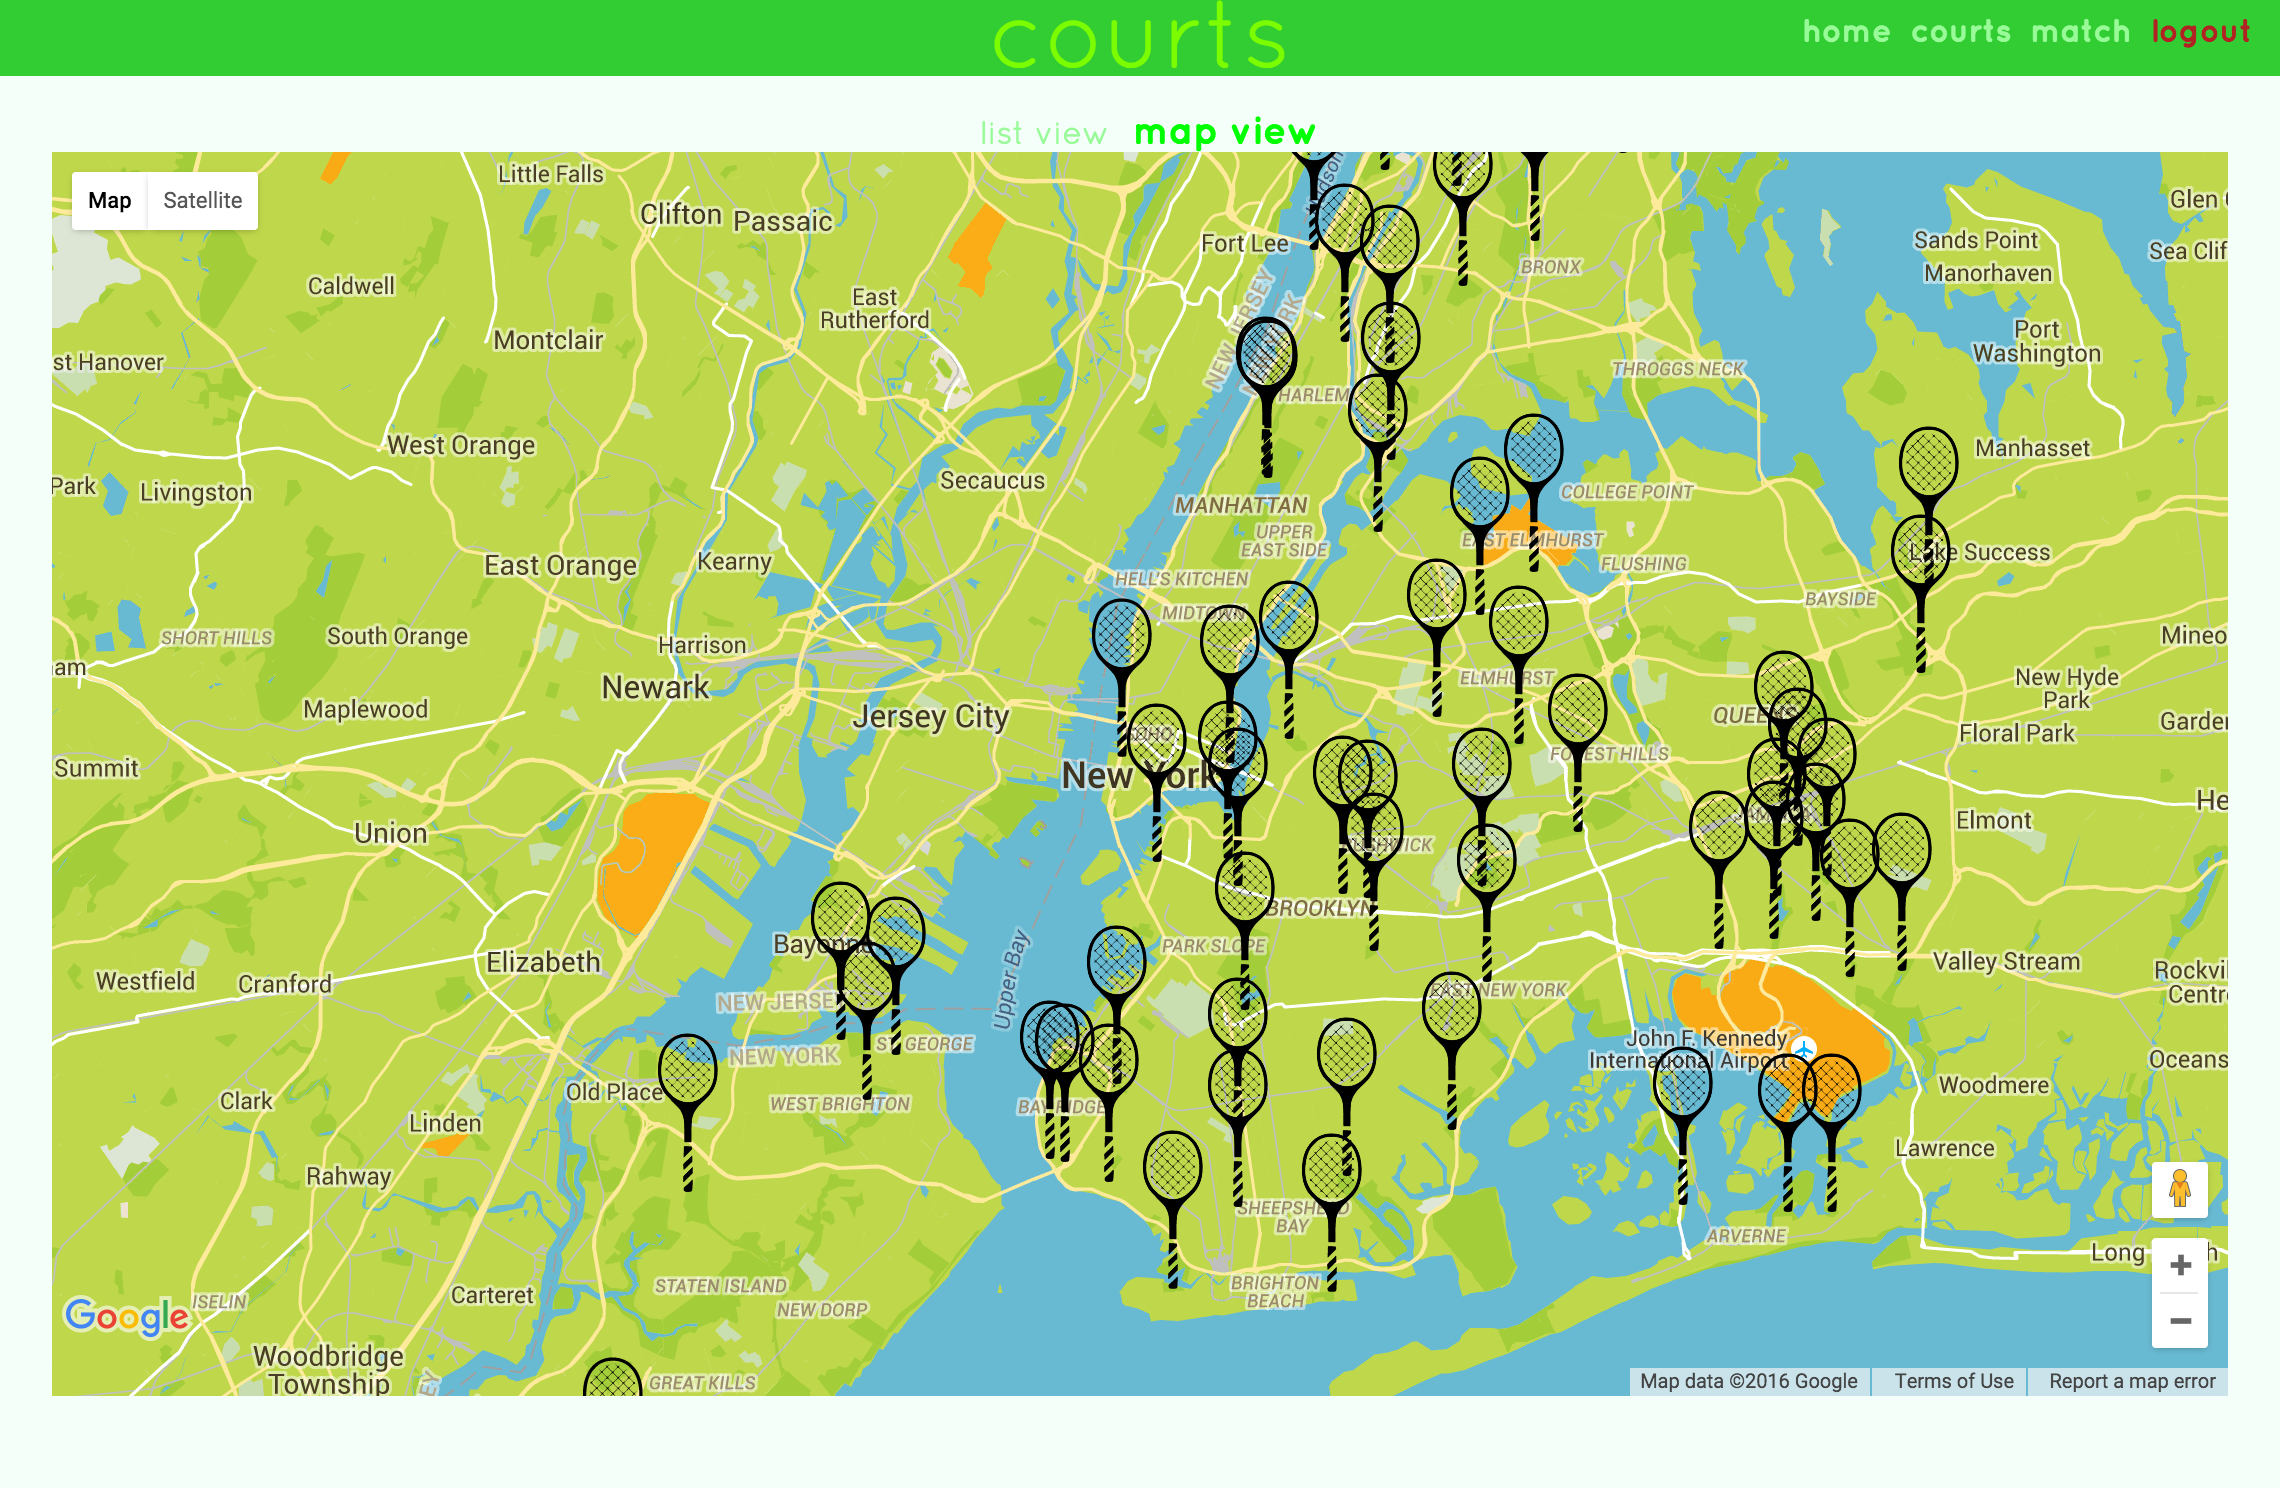 courts
home courts match logout
list view map view
Map Satellite
Little Falls
Clifton
Passaic
Glen
Fort Lee
Sands Point
Sea Clif
BRONX
Manorhaven
Caldwell
East
Rutherford
NEW JERSEY
Montclair
Port
Washington
st Hanover
THROGGS NECK
HARLEM
West Orange
Manhasset
Secaucus
Park
Livingston
COLLEGE POINT
MANHATTAN
UPPER
EAST SIDE
EAST ELMHURST
Lake Success
East Orange
Kearny
FLUSHING
HELL'S KITCHEN
BAYSIDE
MIDTOWN
SHORT HILLS
South Orange
Harrison
Mineo
am
ELMHURST
New Hyde
Park
Newark
Maplewood
Jersey City
QUEENS
Garden
SOHO
Floral Park
FOREST HILLS
Summit
New York
He
Union
Elmont
BUSHWICK
BROOKLYN
Bayonne
PARK SLOPE
Elizabeth
Valley Stream
Westfield
Cranford
Upper Bay
Rockvil
Centre
EAST NEW YORK
NEW JERSE
ST GEORGE
NEW YORK
John F. Kennedy
International Airport
Oceans
Old Place
Woodmere
Clark
WEST BRIGHTON
BAY RIDGE
Linden
Lawrence
Rahway
SHEEPSHEAD
BAY
ARVERNE
Long
STATEN ISLAND
BRIGHTON
BEACH
Carteret
ISELIN
NEW DORP
Google
Woodbridge
Township
GREAT KILLS
Map data ©2016 Google Terms of Use Report a map error